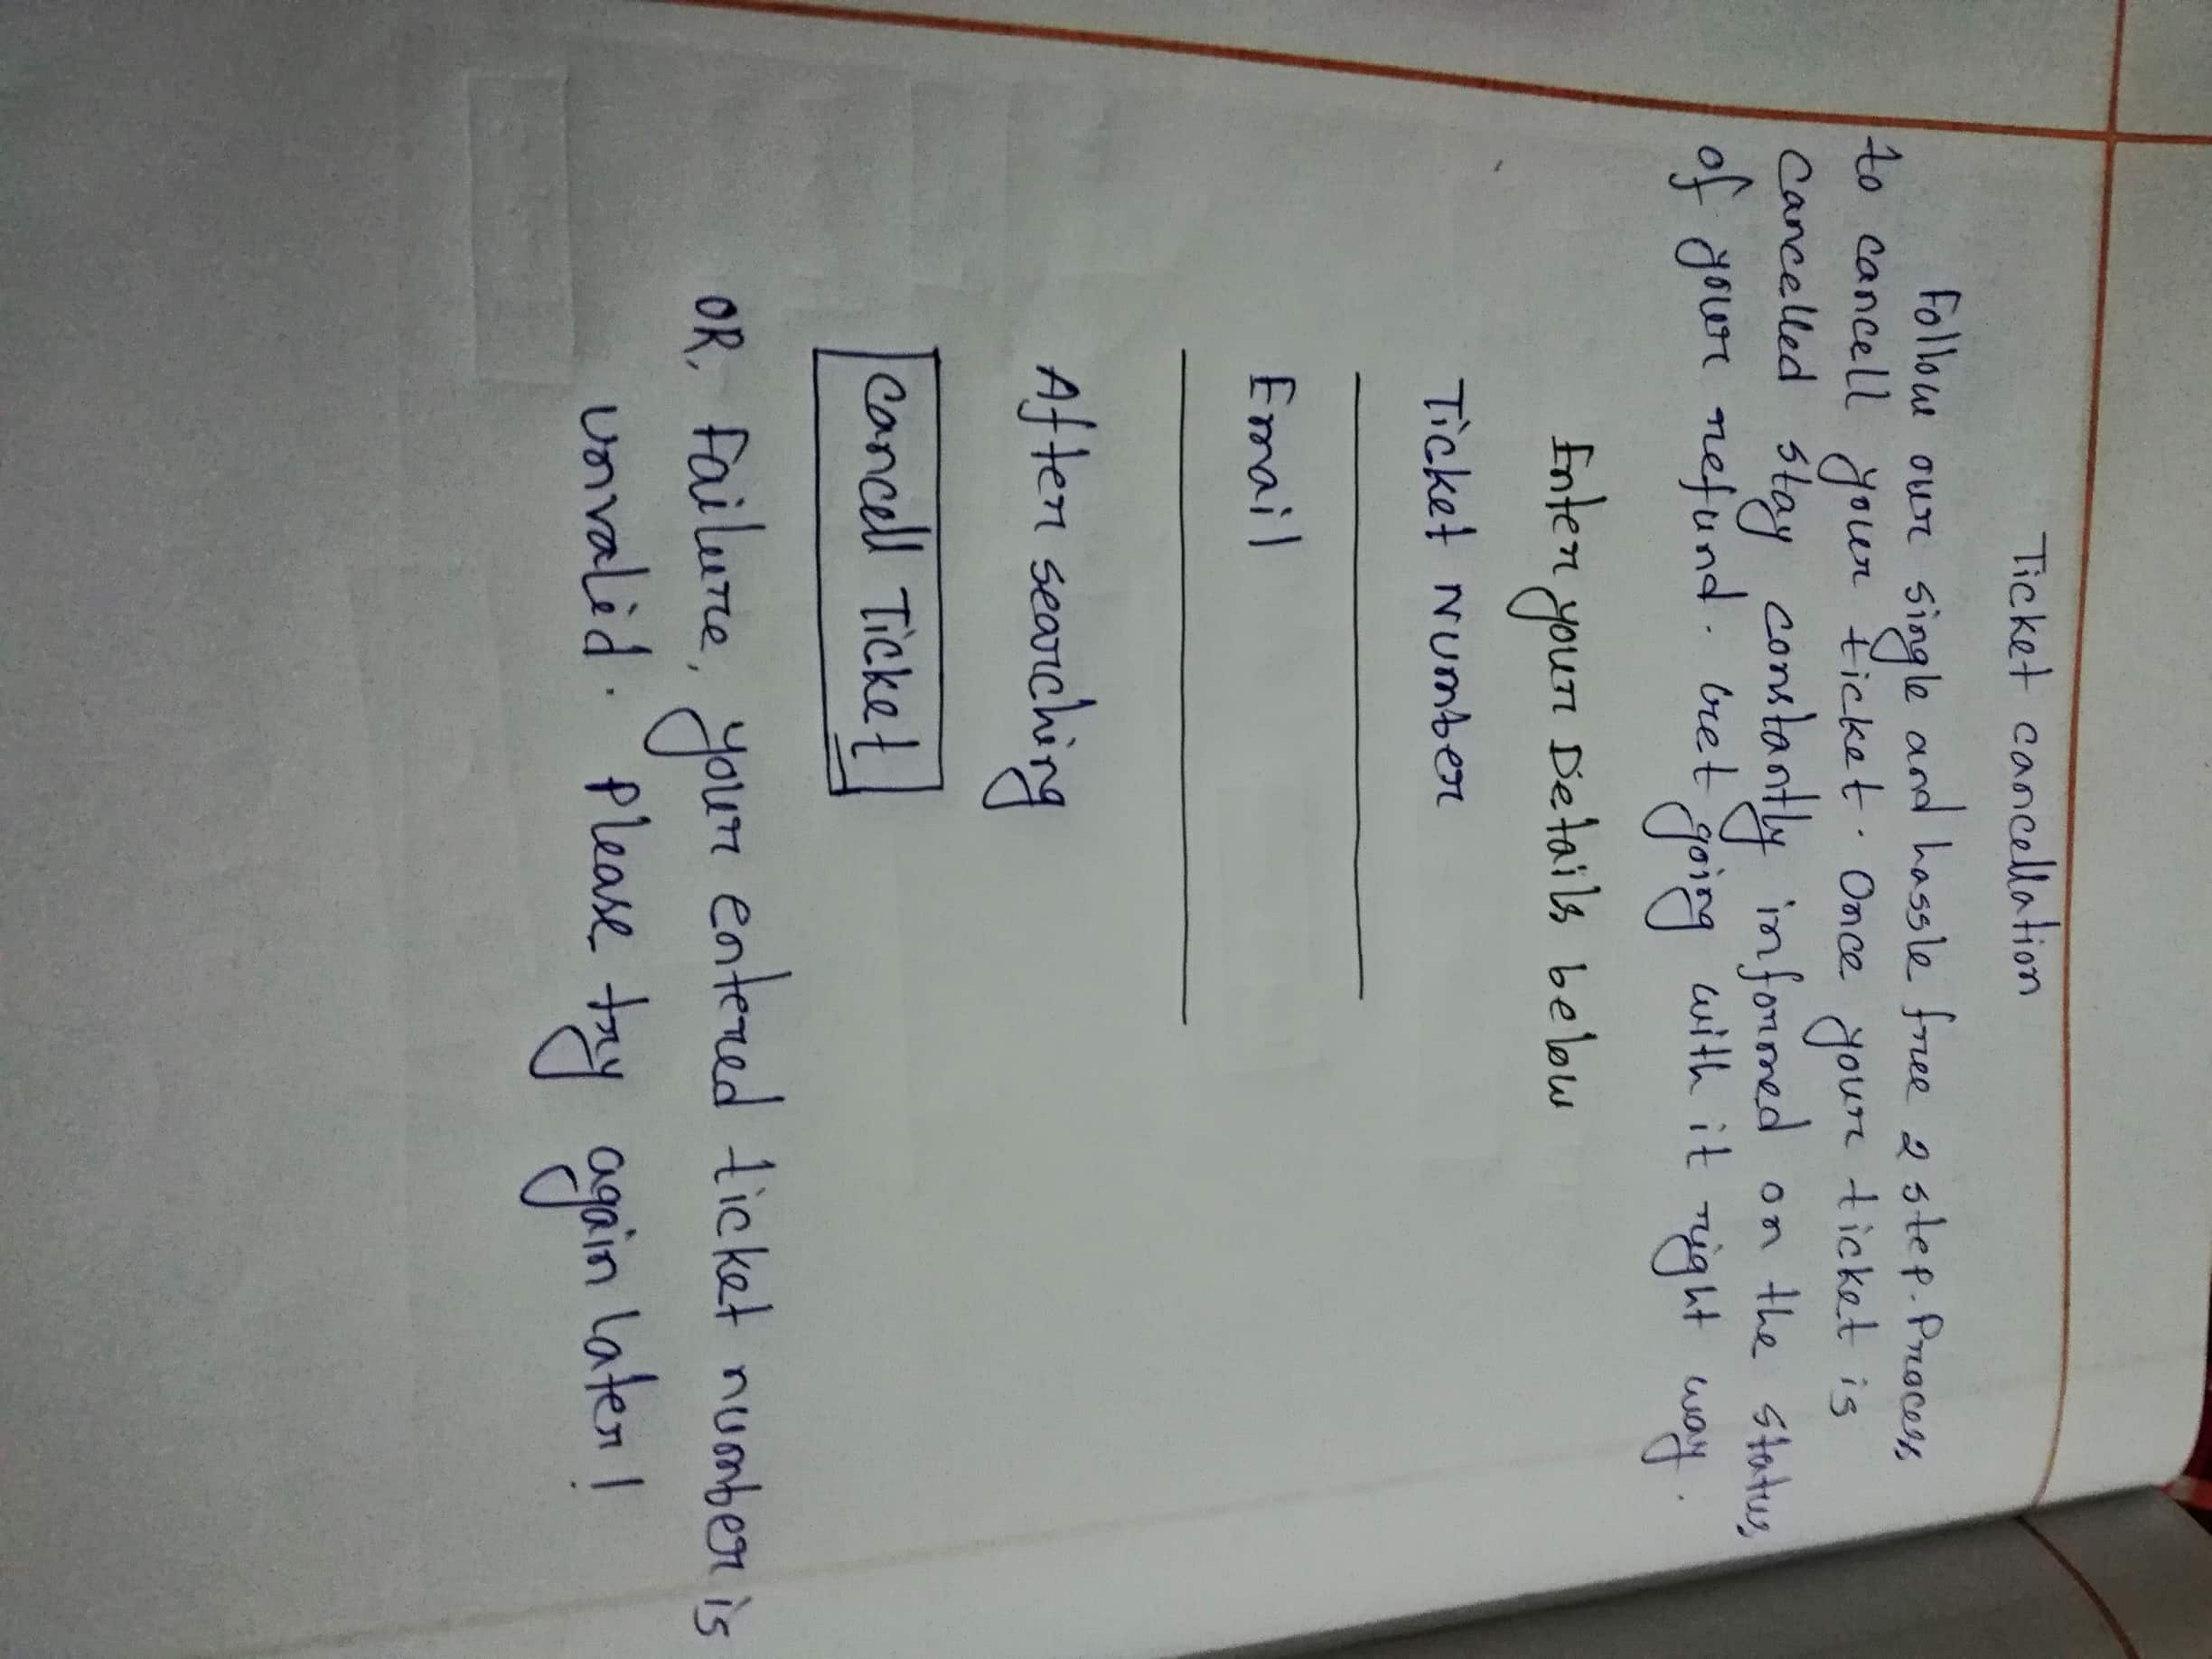 Ticket cancellation
Follow our single and hassle free 2 step. Process
to cancell your ticket. Once your ticket is
cancelled stay constantly informed on the status
of your refund. Get going with it right way.
Enter your Details below
Ticket Number
Email
After searching
Cancell Ticket
OR, Failure, your entered ticket number is
unvalid. Please try again later!